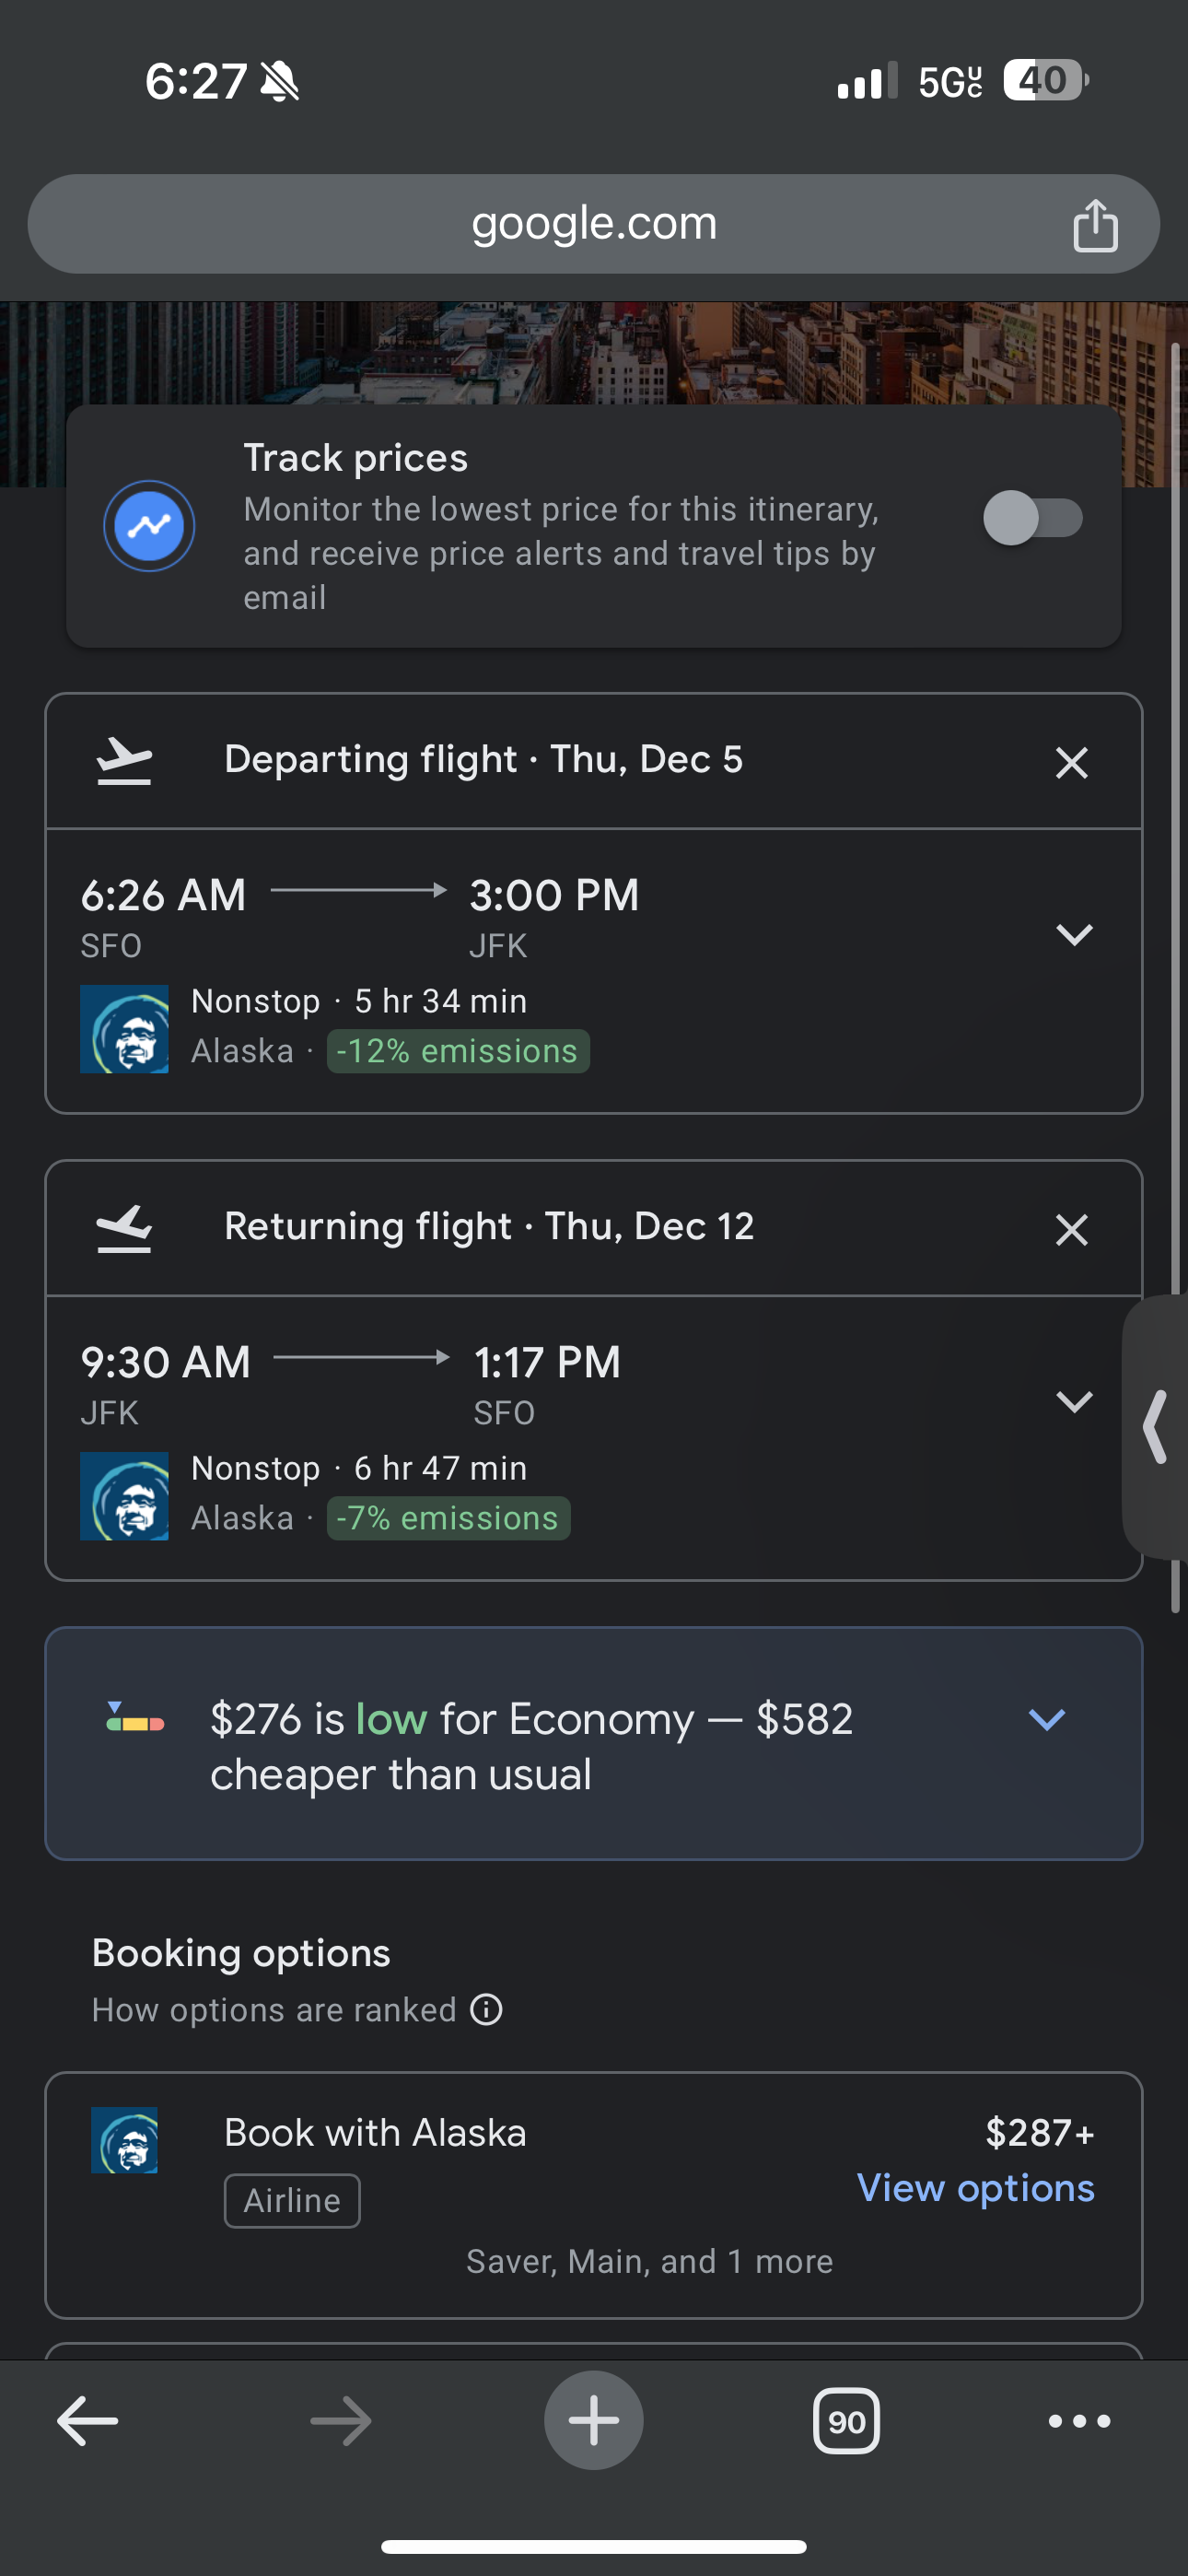 6:27
5GUC
40
google.com
Track prices
Monitor the lowest price for this itinerary,
and receive price alerts and travel tips by
email
Departing flight · Thu, Dec 5
6:26 AM 3:00 PM
SFO JFK
Nonstop · 5 hr 34 min
Alaska · -12% emissions
Returning flight · Thu, Dec 12
9:30 AM 1:17 PM
JFK SFO
Nonstop · 6 hr 47 min
Alaska · -7% emissions
$276 is low for Economy — $582
cheaper than usual
Booking options
How options are ranked
Book with Alaska $287+
Airline View options
Saver, Main, and 1 more
90